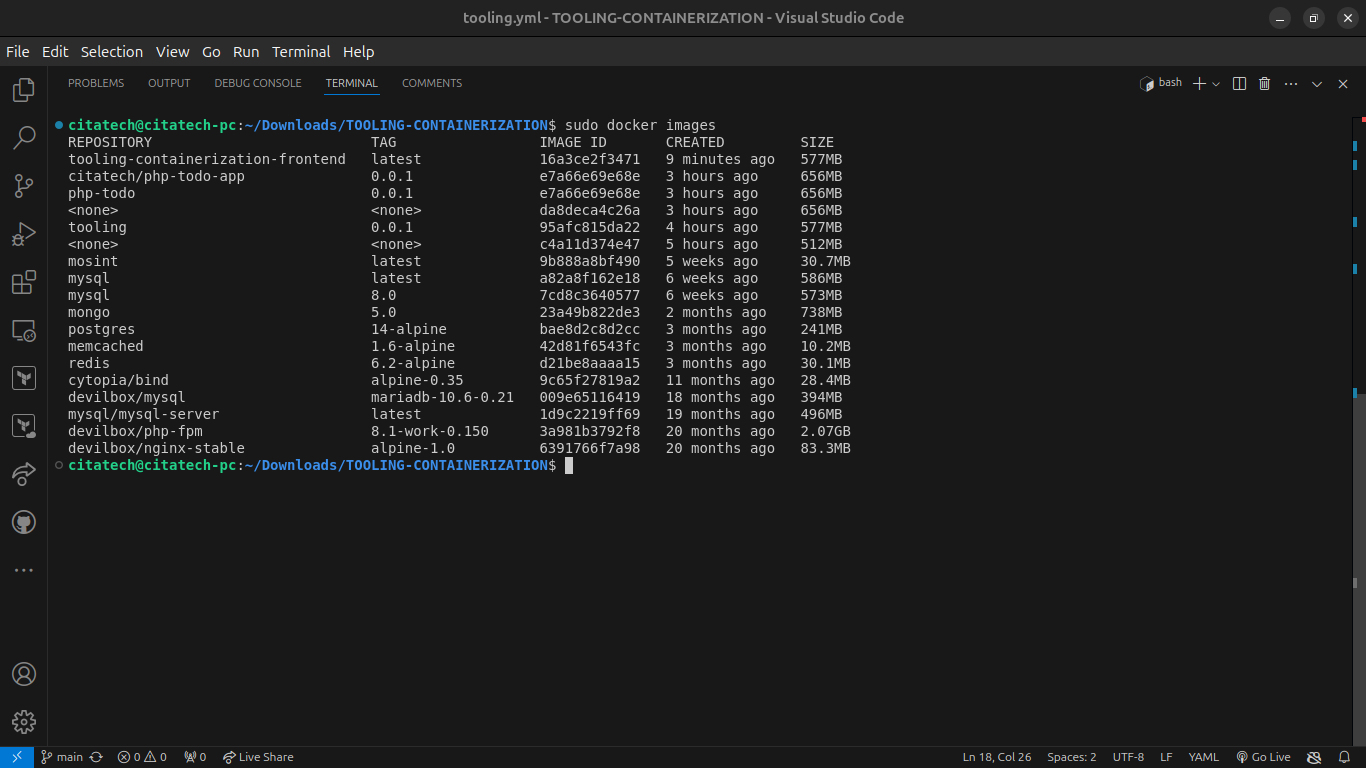 tooling.yml - TOOLING-CONTAINERIZATION - Visual Studio Code
File Edit Selection View Go Run Terminal Help
PROBLEMS OUTPUT DEBUG CONSOLE TERMINAL COMMENTS bash
citatech@citatech-pc:~/Downloads/TOOLING-CONTAINERIZATION$ sudo docker images
REPOSITORY TAG IMAGE ID CREATED SIZE
tooling-containerization-frontend latest 16a3ce2f3471 9 minutes ago 577MB
citatech/php-todo-app 0.0.1 e7a66e69e68e 3 hours ago 656MB
php-todo 0.0.1 e7a66e69e68e 3 hours ago 656MB
<none> <none> da8deca4c26a 3 hours ago 656MB
tooling 0.0.1 95afc815da22 4 hours ago 577MB
<none> <none> c4a11d374e47 5 hours ago 512MB
mosint latest 9b888a8bf490 5 weeks ago 30.7MB
mysql latest a82a8f162e18 6 weeks ago 586MB
mysql 8.0 7cd8c3640577 6 weeks ago 573MB
mongo 5.0 23a49b822de3 2 months ago 738MB
postgres 14-alpine bae8d2c8d2cc 3 months ago 241MB
memcached 1.6-alpine 42d81f6543fc 3 months ago 10.2MB
redis 6.2-alpine d21be8aaaa15 3 months ago 30.1MB
cytopia/bind alpine-0.35 9c65f27819a2 11 months ago 28.4MB
devilbox/mysql mariadb-10.6-0.21 009e65116419 18 months ago 394MB
mysql/mysql-server latest 1d9c2219ff69 19 months ago 496MB
devilbox/php-fpm 8.1-work-0.150 3a981b3792f8 20 months ago 2.07GB
devilbox/nginx-stable alpine-1.0 6391766f7a98 20 months ago 83.3MB
citatech@citatech-pc:~/Downloads/TOOLING-CONTAINERIZATION$
main 0 0 0 Live Share Ln 18, Col 26 Spaces: 2 UTF-8 LF YAML Go Live